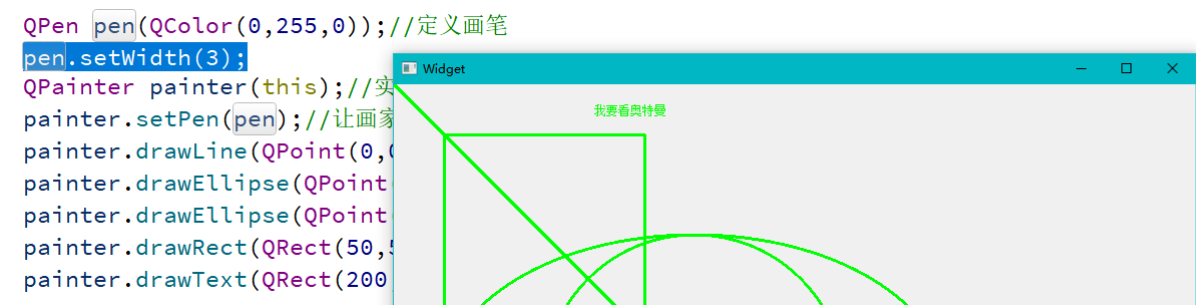 QPen pen(QColor(0,255,0));//定义画笔
pen.setWidth(3);
Widget
QPainter painter(this);//实
我要看奥特曼
painter.setPen(pen);//让画家
painter.drawLine(QPoint(0,
painter.drawEllipse(QPoint
painter.drawEllipse(QPoint
painter.drawRect(QRect(50,
painter.drawText(QRect(200